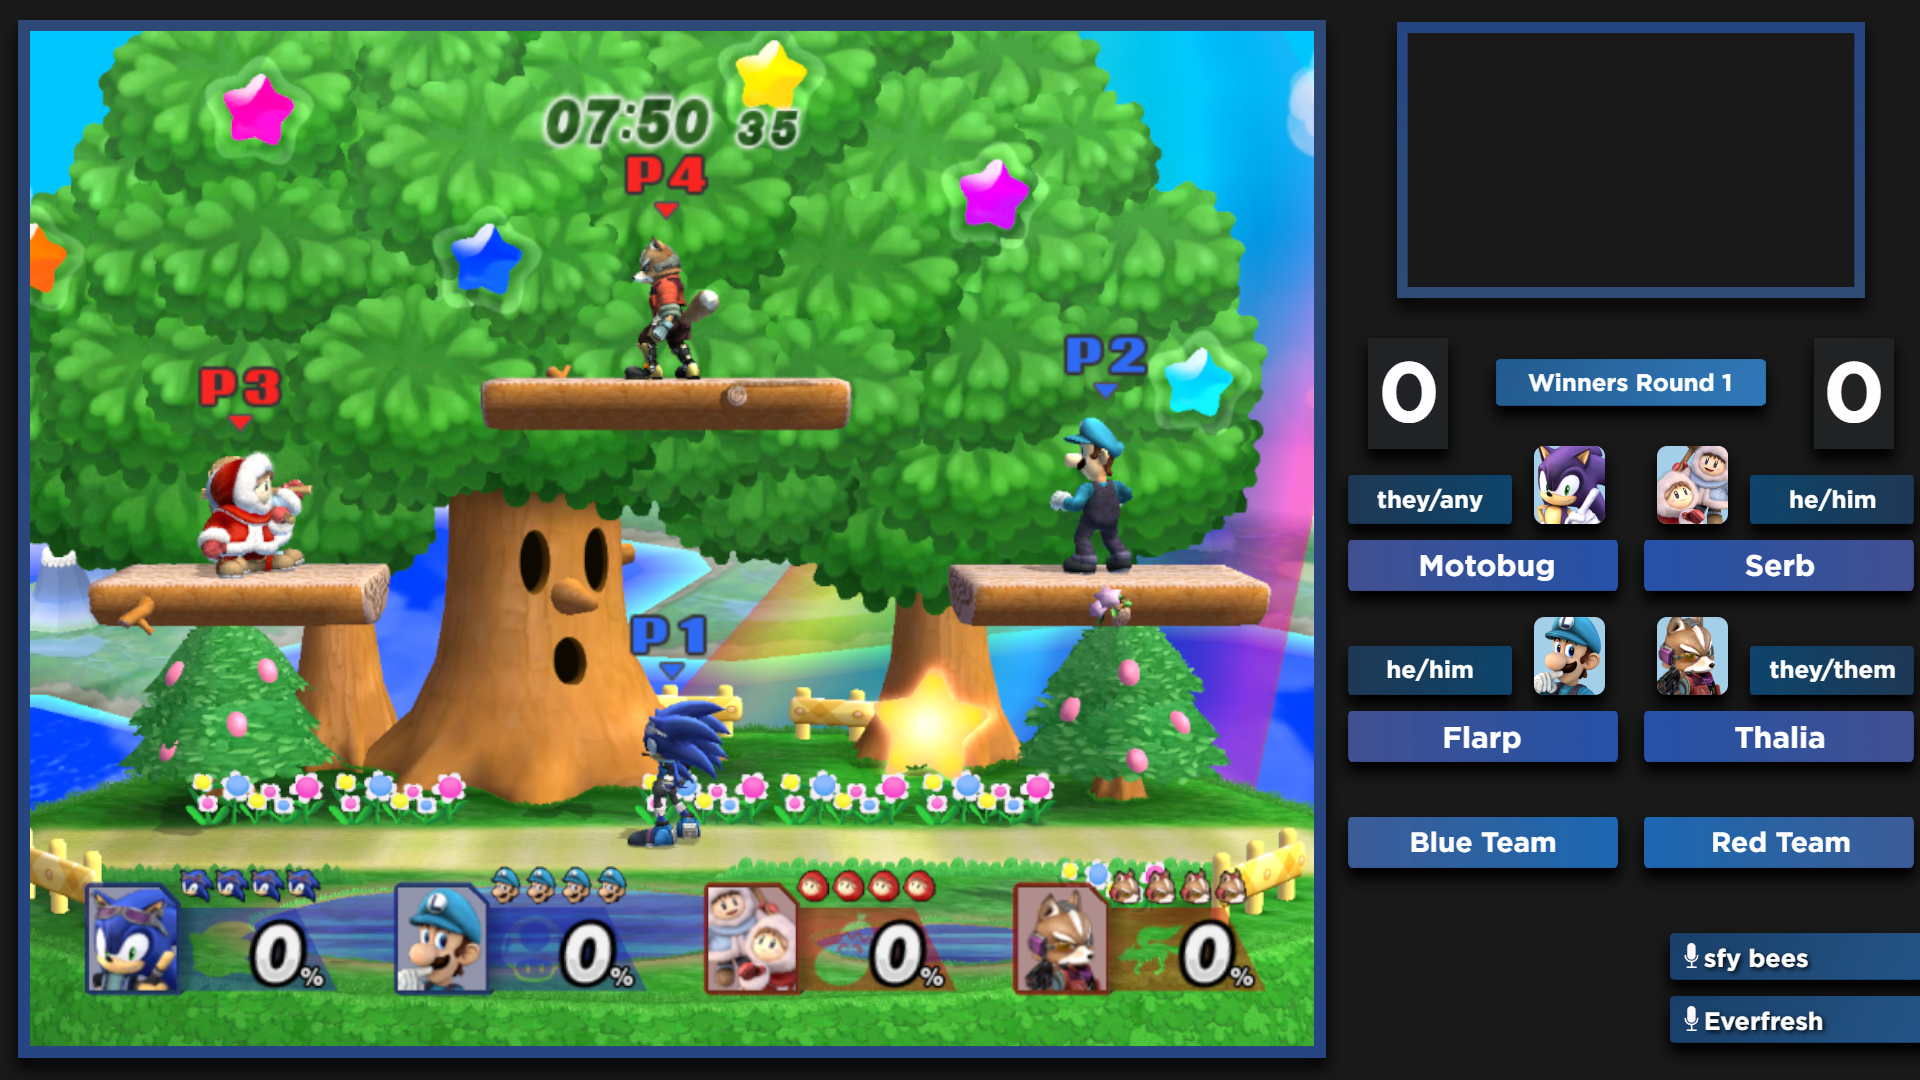 07:50 35
P4
P2
P3
P1
0%
0%
0%
0%
0
Winners Round 1
0
they/any
he/him
Motobug
Serb
he/him
they/them
Flarp
Thalia
Blue Team
Red Team
sfy bees
Everfresh